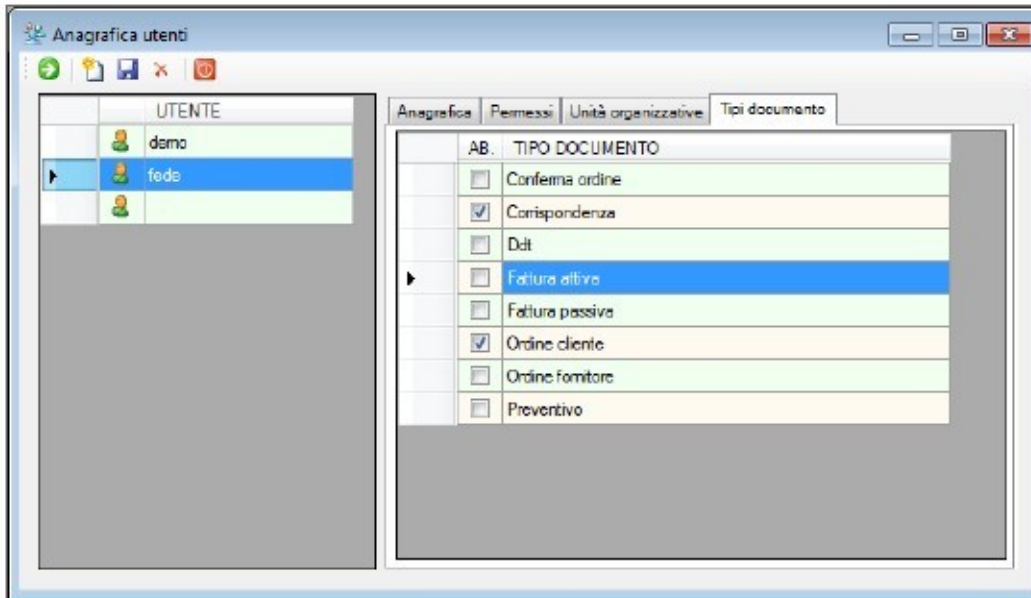 Anagrafica utenti
UTENTE
demo
fede
Anagrafica Permessi Unità organizzative Tipi documento
AB. TIPO DOCUMENTO
Conferma ordine
Corrispondenza
Ddt
Fattura attiva
Fattura passiva
Ordine cliente
Ordine fornitore
Preventivo